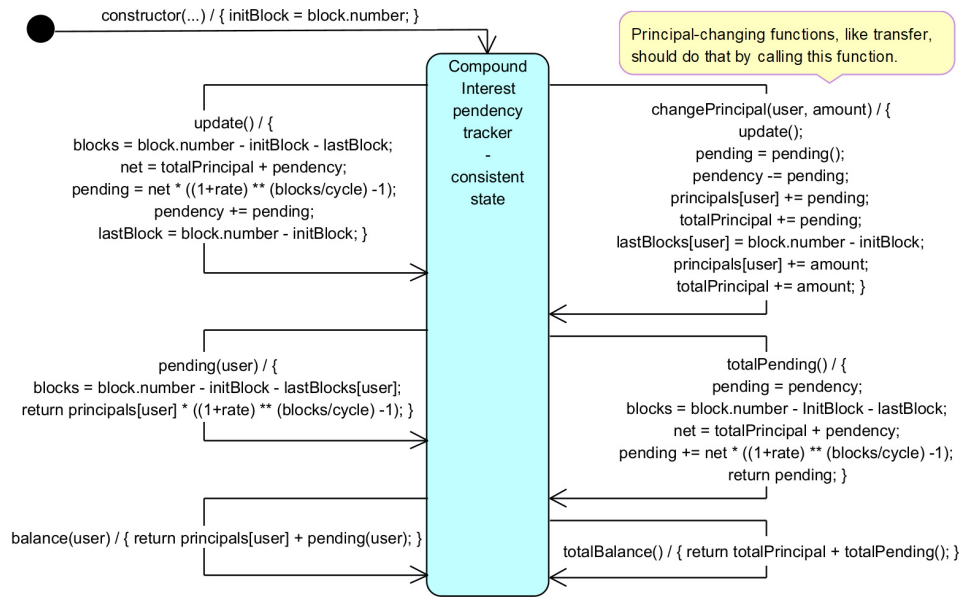 constructor(...) / { initBlock = block.number; }
Principal-changing functions, like transfer,
should do that by calling this function.
Compound
Interest
pendency
tracker
-
consistent
state
update() / {
blocks = block.number - initBlock - lastBlock;
net = totalPrincipal + pendency;
pending = net * ((1+rate) ** (blocks/cycle) -1);
pendency += pending;
lastBlock = block.number - initBlock; }
changePrincipal(user, amount) / {
update();
pending = pending();
pendency -= pending;
principals[user] += pending;
totalPrincipal += pending;
lastBlocks[user] = block.number - initBlock;
principals[user] += amount;
totalPrincipal += amount; }
pending(user) / {
blocks = block.number - initBlock - lastBlocks[user];
return principals[user] * ((1+rate) ** (blocks/cycle) -1); }
totalPending() / {
pending = pendency;
blocks = block.number - InitBlock - lastBlock;
net = totalPrincipal + pendency;
pending += net * ((1+rate) ** (blocks/cycle) -1);
return pending; }
balance(user) / { return principals[user] + pending(user); }
totalBalance() / { return totalPrincipal + totalPending(); }